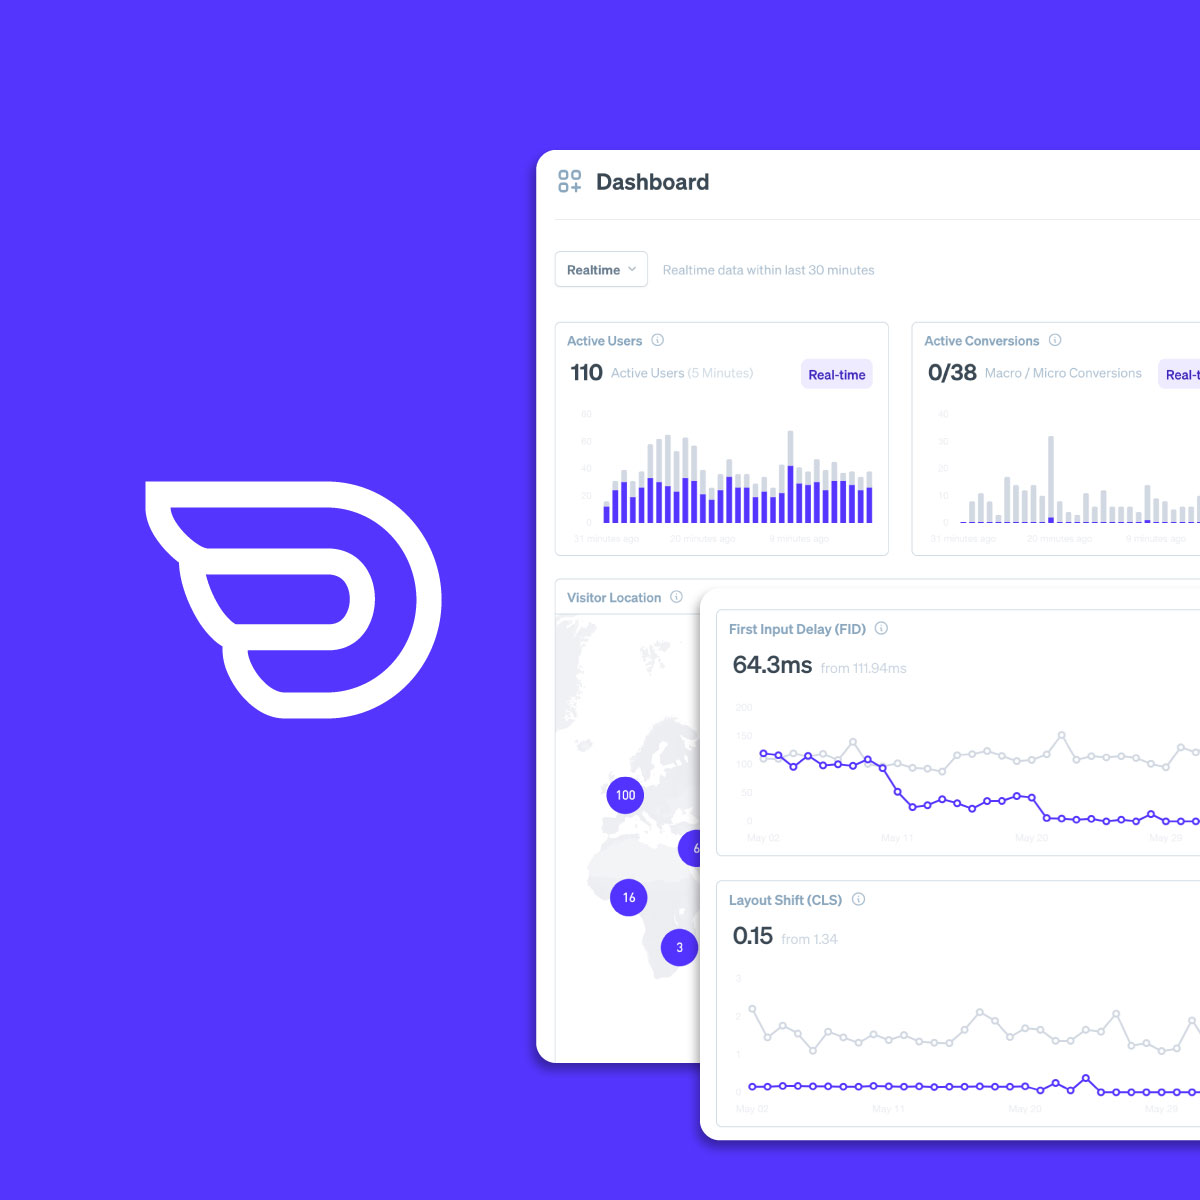 Dashboard
Realtime
Realtime data within last 30 minutes
Active Users
110 Active Users (5 Minutes)
Real-time
80
60
40
20
0
31 minutes ago 20 minutes ago 9 minutes ago
Active Conversions
0/38 Macro / Micro Conversions
Real-t
40
30
20
10
0
31 minutes ago 20 minutes ago 9 minutes ago
Visitor Location
100
6
16
3
First Input Delay (FID)
64.3ms from 111.94ms
200
150
100
50
0
May 02 May 11 May 20 May 29
Layout Shift (CLS)
0.15 from 1.34
3
2
1
0
May 02 May 11 May 20 May 29